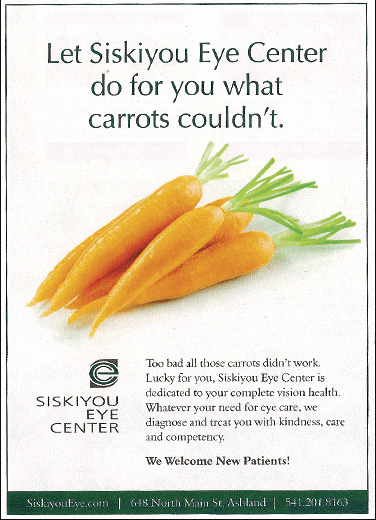 Let Siskiyou Eye Center
do for you what
carrots couldn't.
Too bad all those carrots didn't work.
Lucky for you, Siskiyou Eye Center is
dedicated to your complete vision health.
Whatever your need for eye care, we
diagnose and treat you with kindness, care
and competency.
We Welcome New Patients!
SISKIYOU
EYE
CENTER
SiskiyouEye.com | 648 North Main St, Ashland | 541.201.8163